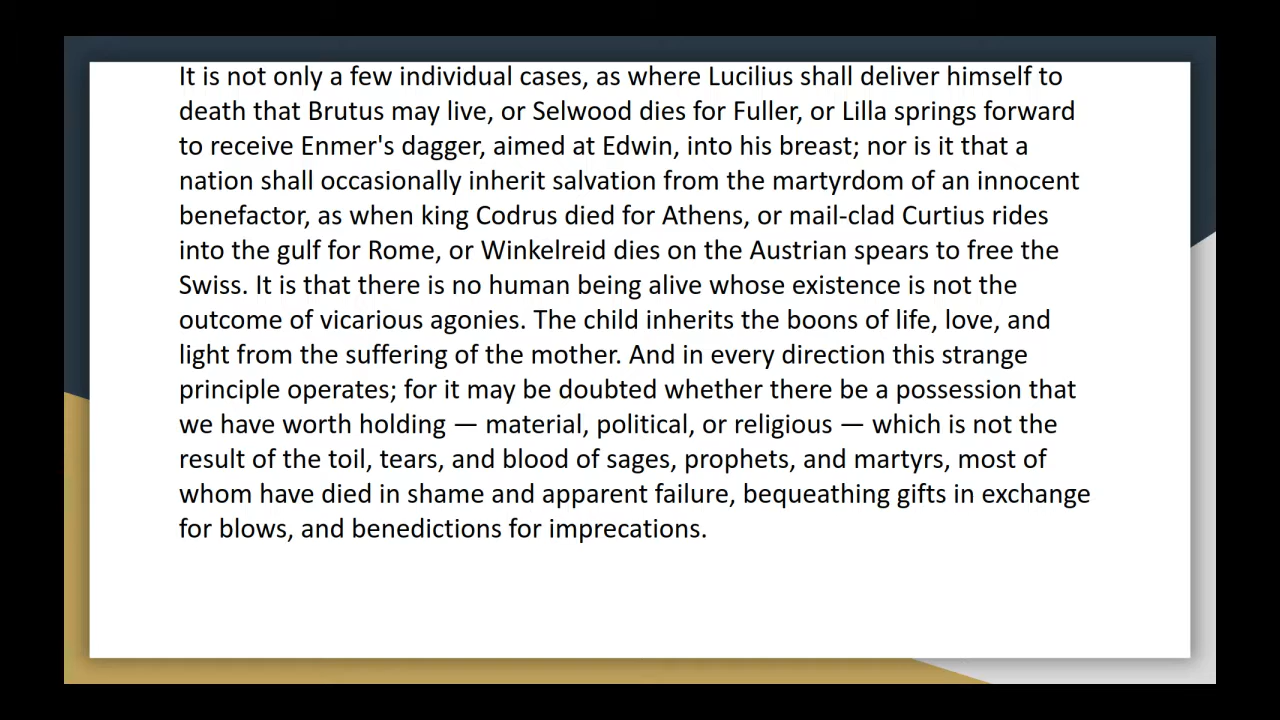 It is not only a few individual cases, as where Lucilius shall deliver himself to
death that Brutus may live, or Selwood dies for Fuller, or Lilla springs forward
to receive Enmer's dagger, aimed at Edwin, into his breast; nor is it that a
nation shall occasionally inherit salvation from the martyrdom of an innocent
benefactor, as when king Codrus died for Athens, or mail-clad Curtius rides
into the gulf for Rome, or Winkelreid dies on the Austrian spears to free the
Swiss. It is that there is no human being alive whose existence is not the
outcome of vicarious agonies. The child inherits the boons of life, love, and
light from the suffering of the mother. And in every direction this strange
principle operates; for it may be doubted whether there be a possession that
we have worth holding — material, political, or religious — which is not the
result of the toil, tears, and blood of sages, prophets, and martyrs, most of
whom have died in shame and apparent failure, bequeathing gifts in exchange
for blows, and benedictions for imprecations.